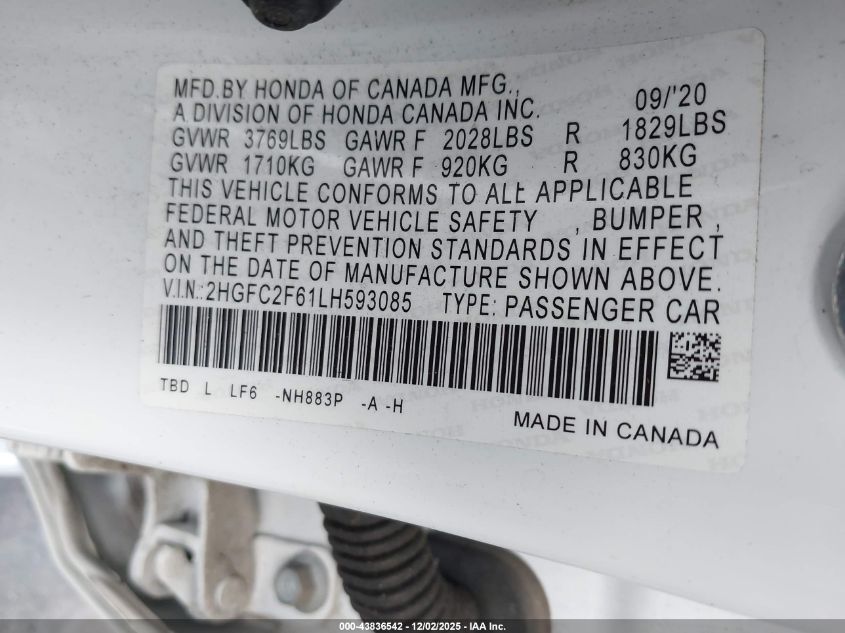 MFD.BY HONDA OF CANADA MFG.,
A DIVISION OF HONDA CANADA INC. 09/'20
GVWR 3769LBS GAWR F 2028LBS R 1829LBS
GVWR 1710KG GAWR F 920KG R 830KG
THIS VEHICLE CONFORMS TO ALL APPLICABLE
FEDERAL MOTOR VEHICLE SAFETY , BUMPER ,
AND THEFT PREVENTION STANDARDS IN EFFECT
ON THE DATE OF MANUFACTURE SHOWN ABOVE.
V.I.N.:2HGFC2F61LH593085 TYPE: PASSENGER CAR
TBD L LF6 -NH883P -A -H
MADE IN CANADA
000-43836542 - 12/02/2025 - IAA Inc.